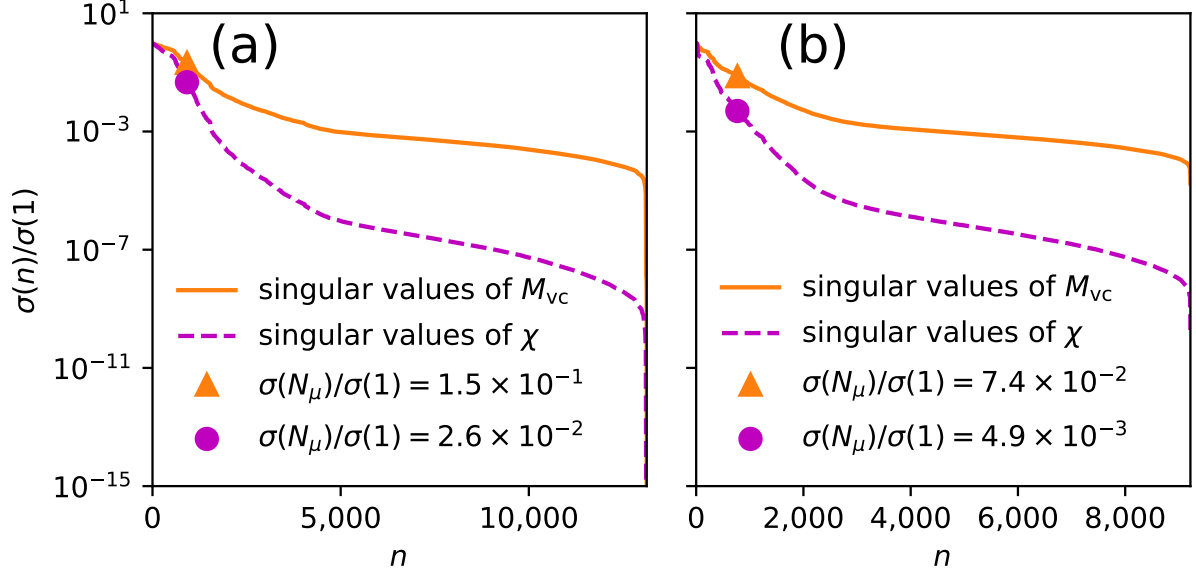 (a)
σ(n)/σ(1)
10¹
10⁻³
10⁻⁷
10⁻¹¹
10⁻¹⁵
singular values of M_vc
singular values of χ
σ(N_μ)/σ(1) = 1.5 × 10⁻¹
σ(N_μ)/σ(1) = 2.6 × 10⁻²
0 5,000 10,000
n
(b)
singular values of M_vc
singular values of χ
σ(N_μ)/σ(1) = 7.4 × 10⁻²
σ(N_μ)/σ(1) = 4.9 × 10⁻³
0 2,000 4,000 6,000 8,000
n